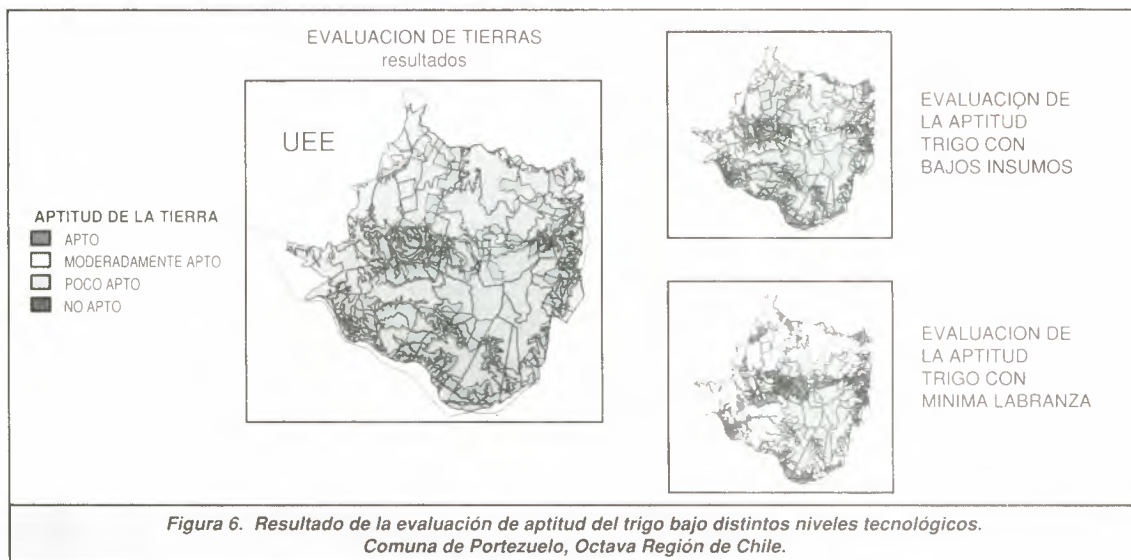 EVALUACION DE TIERRAS
resultados
UEE
APTITUD DE LA TIERRA
APTO
MODERADAMENTE APTO
POCO APTO
NO APTO
EVALUACION DE
LA APTITUD
TRIGO CON
BAJOS INSUMOS
EVALUACION DE
LA APTITUD
TRIGO CON
MINIMA LABRANZA
Figura 6. Resultado de la evaluación de aptitud del trigo bajo distintos niveles tecnológicos.
Comuna de Portezuelo, Octava Región de Chile.